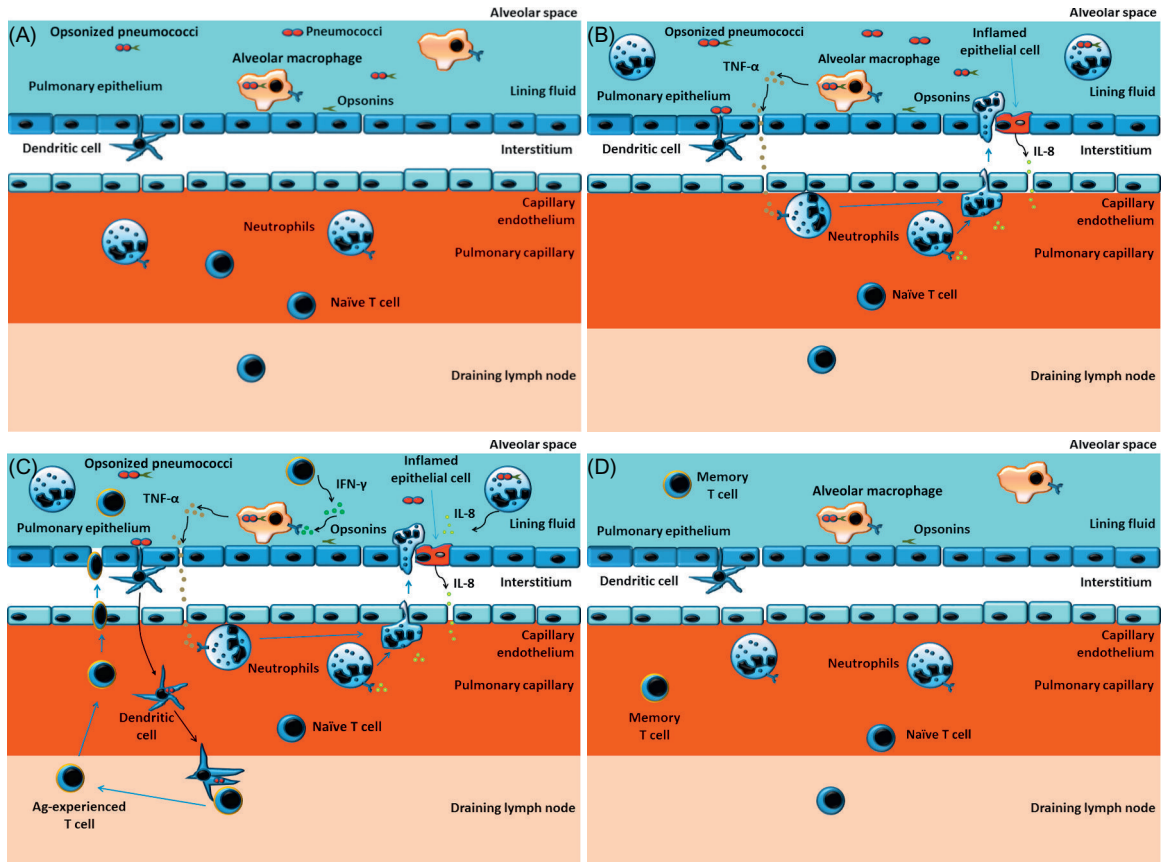 Alveolar space
(A)
Opsonized pneumococci
Pneumococci
Alveolar macrophage
Pulmonary epithelium
Opsonins
Lining fluid
Dendritic cell
Interstitium
Capillary
endothelium
Neutrophils
Pulmonary capillary
Naïve T cell
Draining lymph node
Alveolar space
(B)
Opsonized pneumococci
Inflamed
epithelial cell
TNF-α
Alveolar macrophage
Pulmonary epithelium
Opsonins
Lining fluid
Dendritic cell
IL-8
Interstitium
Capillary
endothelium
Neutrophils
Pulmonary capillary
Naïve T cell
Draining lymph node
Alveolar space
(C)
Opsonized pneumococci
Inflamed
epithelial cell
IFN-γ
TNF-α
IL-8
Pulmonary epithelium
Opsonins
Lining fluid
Dendritic cell
IL-8
Interstitium
Capillary
endothelium
Neutrophils
Pulmonary capillary
Dendritic
cell
Naïve T cell
Ag-experienced
T cell
Draining lymph node
Alveolar space
(D)
Memory
T cell
Alveolar macrophage
Pulmonary epithelium
Opsonins
Lining fluid
Dendritic cell
Interstitium
Capillary
endothelium
Neutrophils
Pulmonary capillary
Memory
T cell
Naïve T cell
Draining lymph node